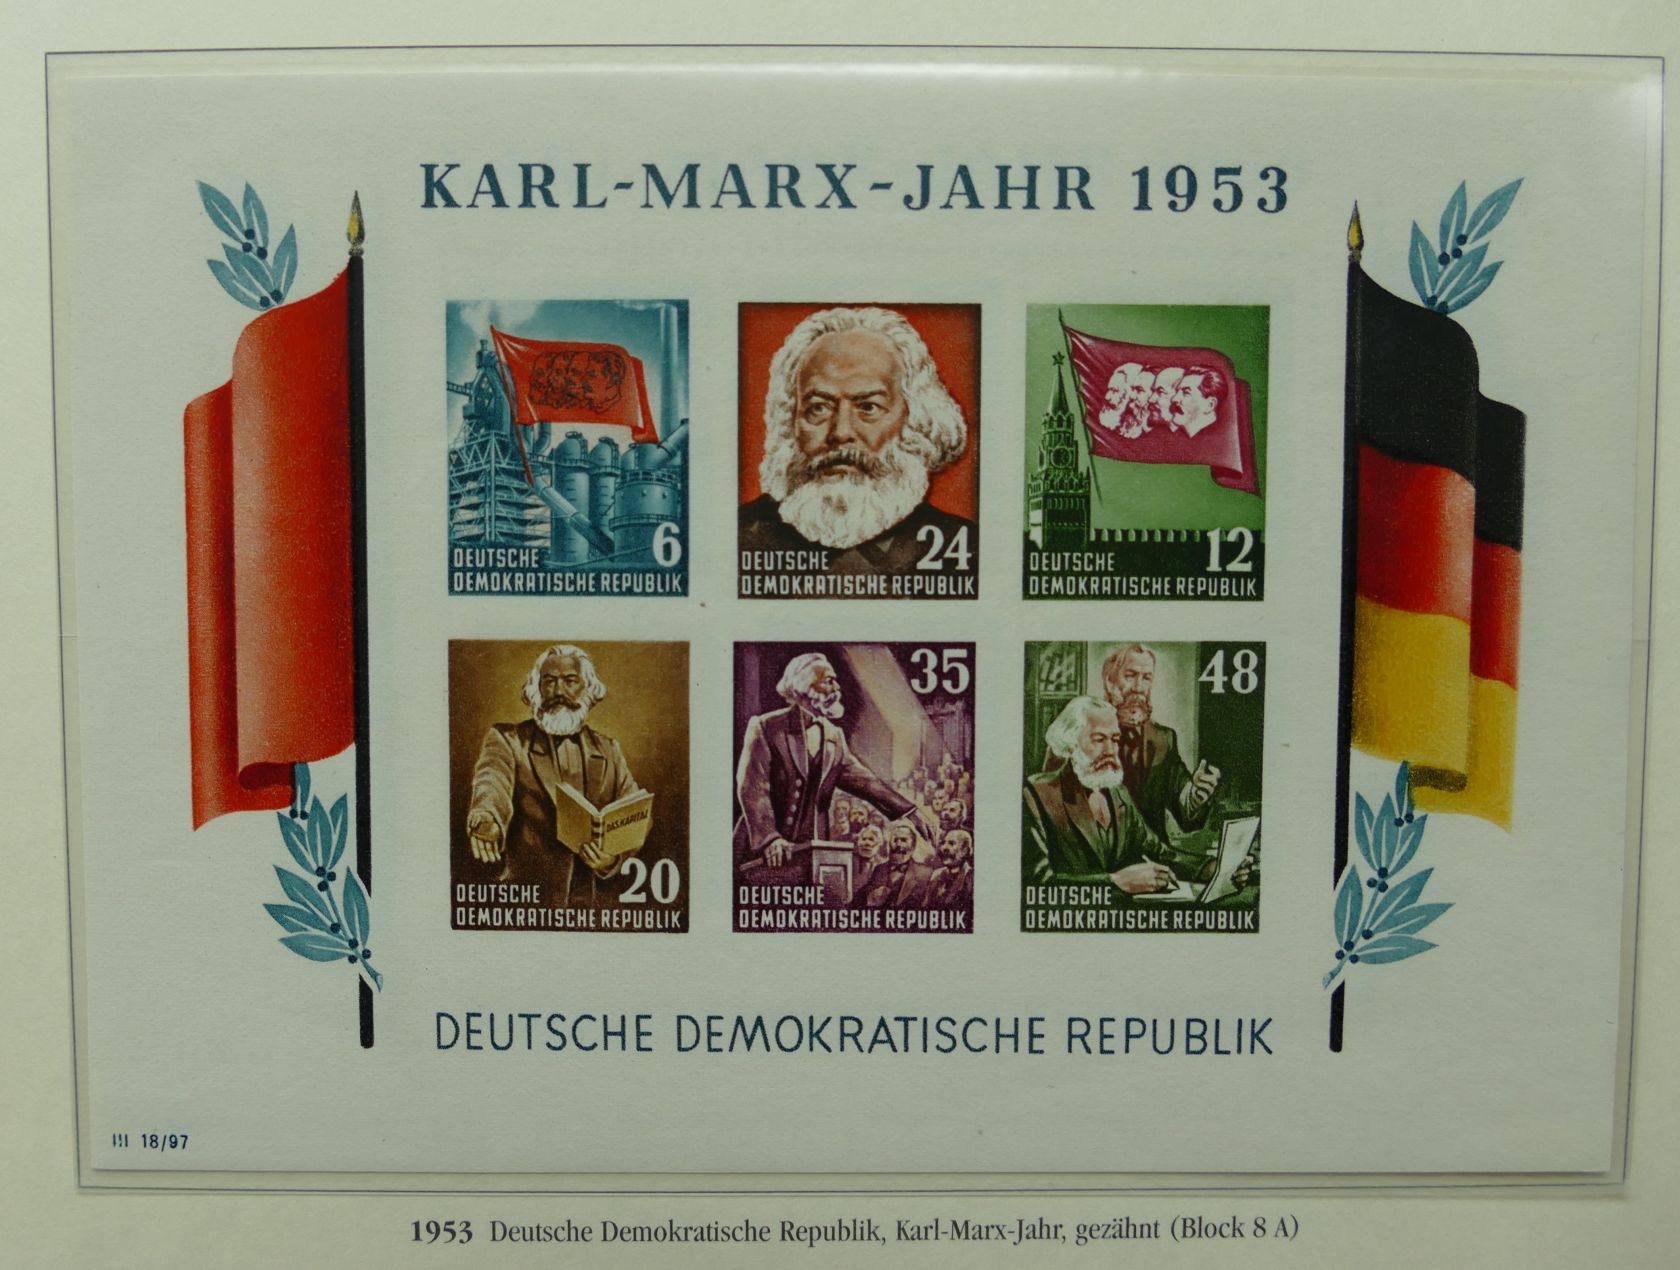 KARL-MARX-JAHR 1953
6
DEUTSCHE
DEMOKRATISCHE REPUBLIK
24
DEUTSCHE
DEMOKRATISCHE REPUBLIK
12
DEUTSCHE
DEMOKRATISCHE REPUBLIK
DAS KAPITAL
20
DEUTSCHE
DEMOKRATISCHE REPUBLIK
35
DEUTSCHE
DEMOKRATISCHE REPUBLIK
48
DEUTSCHE
DEMOKRATISCHE REPUBLIK
DEUTSCHE DEMOKRATISCHE REPUBLIK
III 18/97
1953 Deutsche Demokratische Republik, Karl-Marx-Jahr, gezähnt (Block 8 A)